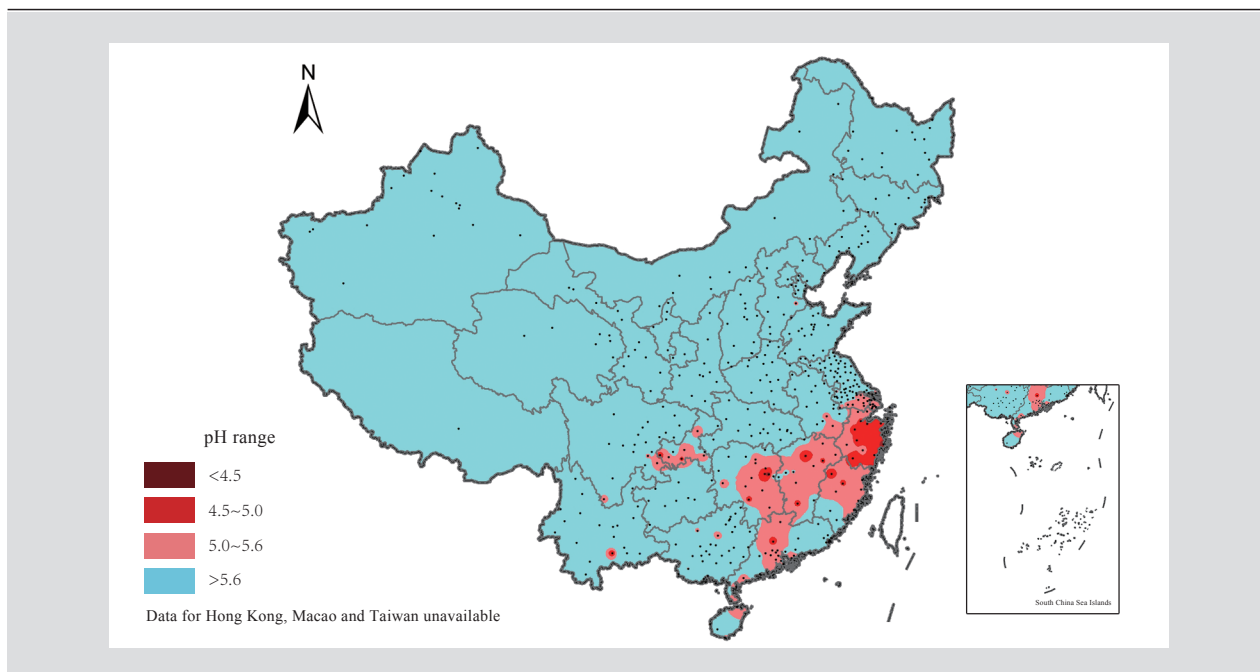 N
pH range
<4.5
4.5~5.0
5.0~5.6
>5.6
Data for Hong Kong, Macao and Taiwan unavailable
South China Sea Islands